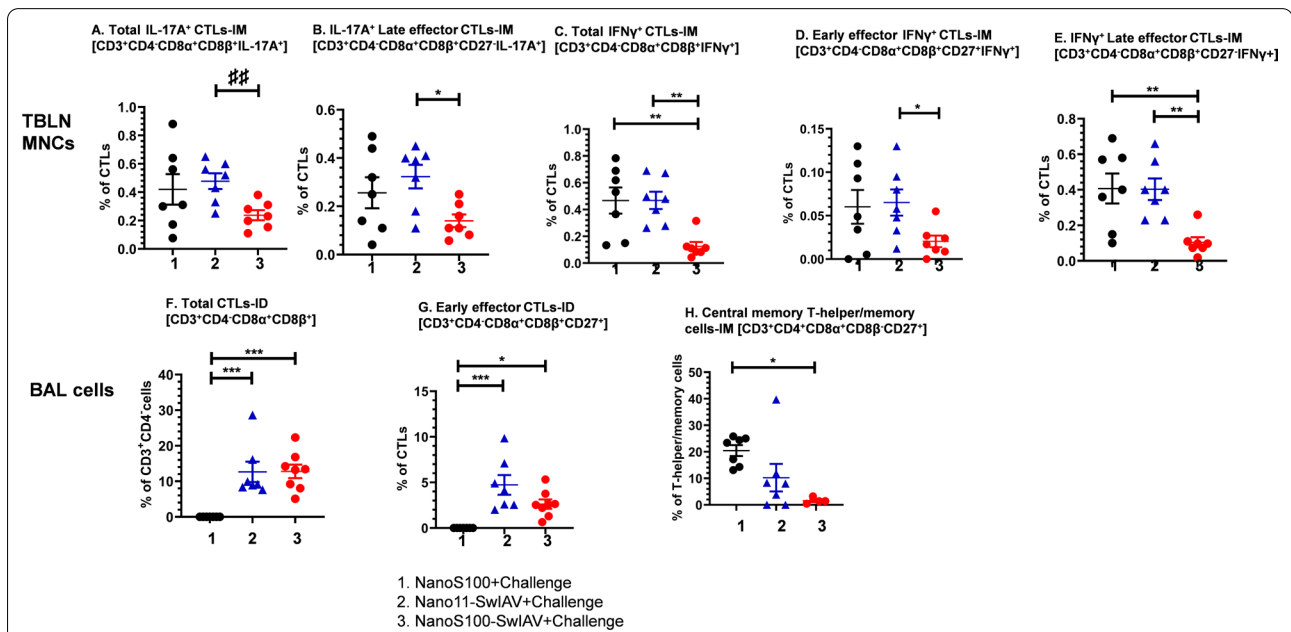 A. Total IL-17A⁺ CTLs-IM
[CD3⁺CD4⁻CD8α⁺CD8β⁺IL-17A⁺]
B. IL-17A⁺ Late effector CTLs-IM
[CD3⁺CD4⁻CD8α⁺CD8β⁺CD27⁻IL-17A⁺]
C. Total IFNγ⁺ CTLs-IM
[CD3⁺CD4⁻CD8α⁺CD8β⁺IFNγ⁺]
D. Early effector IFNγ⁺ CTLs-IM
[CD3⁺CD4⁻CD8α⁺CD8β⁺CD27⁺IFNγ⁺]
E. IFNγ⁺ Late effector CTLs-IM
[CD3⁺CD4⁻CD8α⁺CD8β⁺CD27⁻IFNγ+]
TBLN
MNCs
% of CTLs
1.0
0.8
0.6
0.4
0.2
0.0
##
1 2 3
% of CTLs
0.6
0.4
0.2
0.0
*
1 2 3
% of CTLs
1.0
0.8
0.6
0.4
0.2
0.0
**
**
1 2 3
% of CTLs
0.15
0.10
0.05
0.00
*
1 2 3
% of CTLs
0.8
0.6
0.4
0.2
0.0
**
**
1 2 3
F. Total CTLs-ID
[CD3⁺CD4⁻CD8α⁺CD8β⁺]
G. Early effector CTLs-ID
[CD3⁺CD4⁻CD8α⁺CD8β⁺CD27⁺]
H. Central memory T-helper/memory
cells-IM [CD3⁺CD4⁺CD8α⁺CD8β⁻CD27⁺]
BAL cells
% of CD3⁺CD4⁻cells
40
30
20
10
0
***
***
1 2 3
% of CTLs
15
10
5
0
*
***
1 2 3
% of T-helper/memory cells
50
40
30
20
10
0
*
1 2 3
1. NanoS100+Challenge
2. Nano11-SwIAV+Challenge
3. NanoS100-SwIAV+Challenge